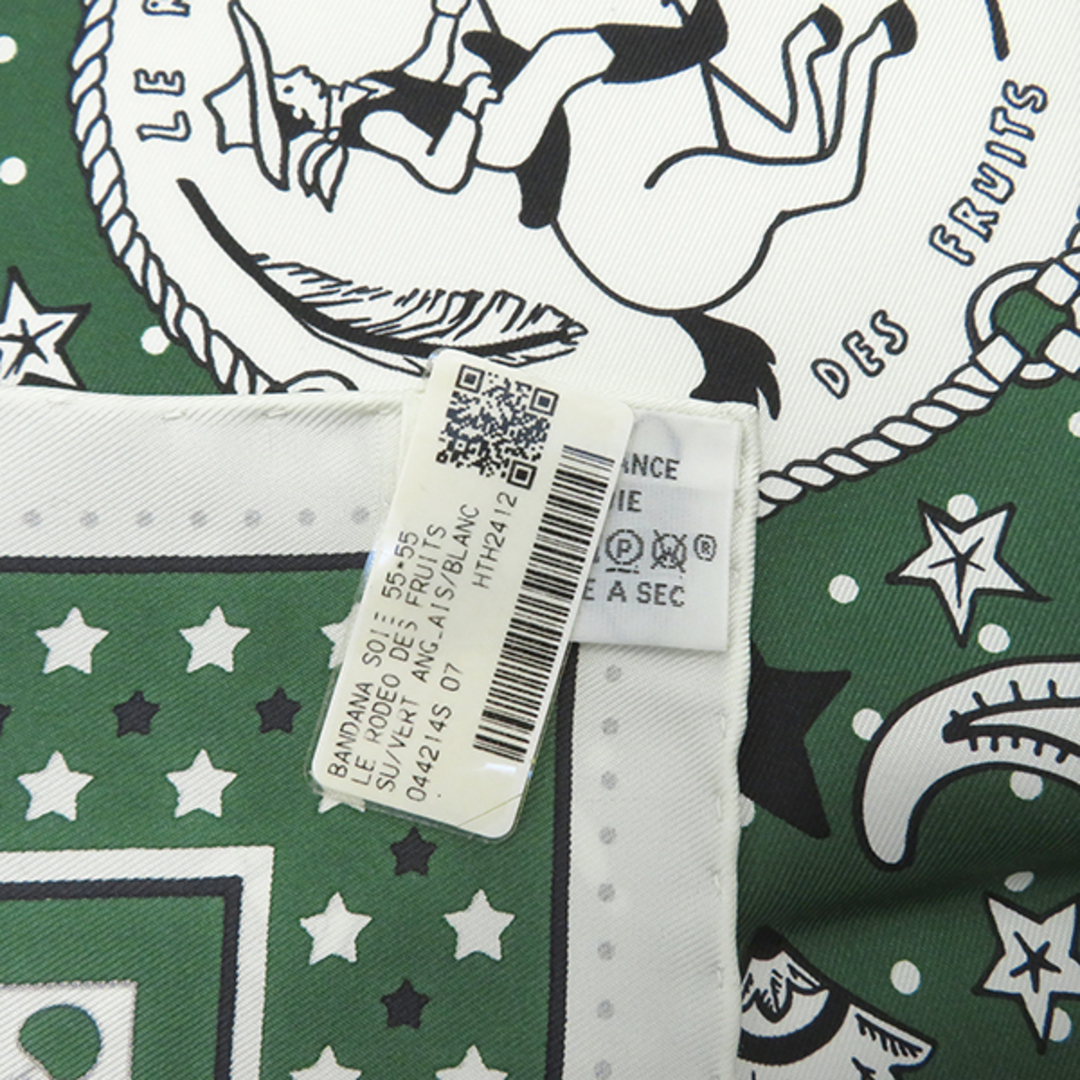 LE R
DES
FRUITS
BANDANA SOIE 55*55
LE RODEO DES FRUITS
SU/VERT ANGLAIS/BLANC
044214S 07
HTH2412
ANCE
IE
P W ®
E A SEC